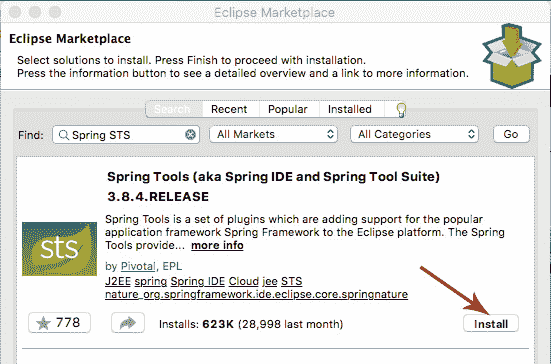 Eclipse Marketplace
Eclipse Marketplace
Select solutions to install. Press Finish to proceed with installation.
Press the information button to see a detailed overview and a link to more information.
Search Recent Popular Installed
Find: Spring STS All Markets All Categories Go
Spring Tools (aka Spring IDE and Spring Tool Suite)
3.8.4.RELEASE
Spring Tools is a set of plugins which are adding support for the popular
application framework Spring Framework to the Eclipse platform. The Spring
Tools provide... more info
sts
by Pivotal, EPL
J2EE spring Spring IDE Cloud jee STS
nature_org.springframework.ide.eclipse.core.springnature
778 Installs: 623K (28,998 last month) Install